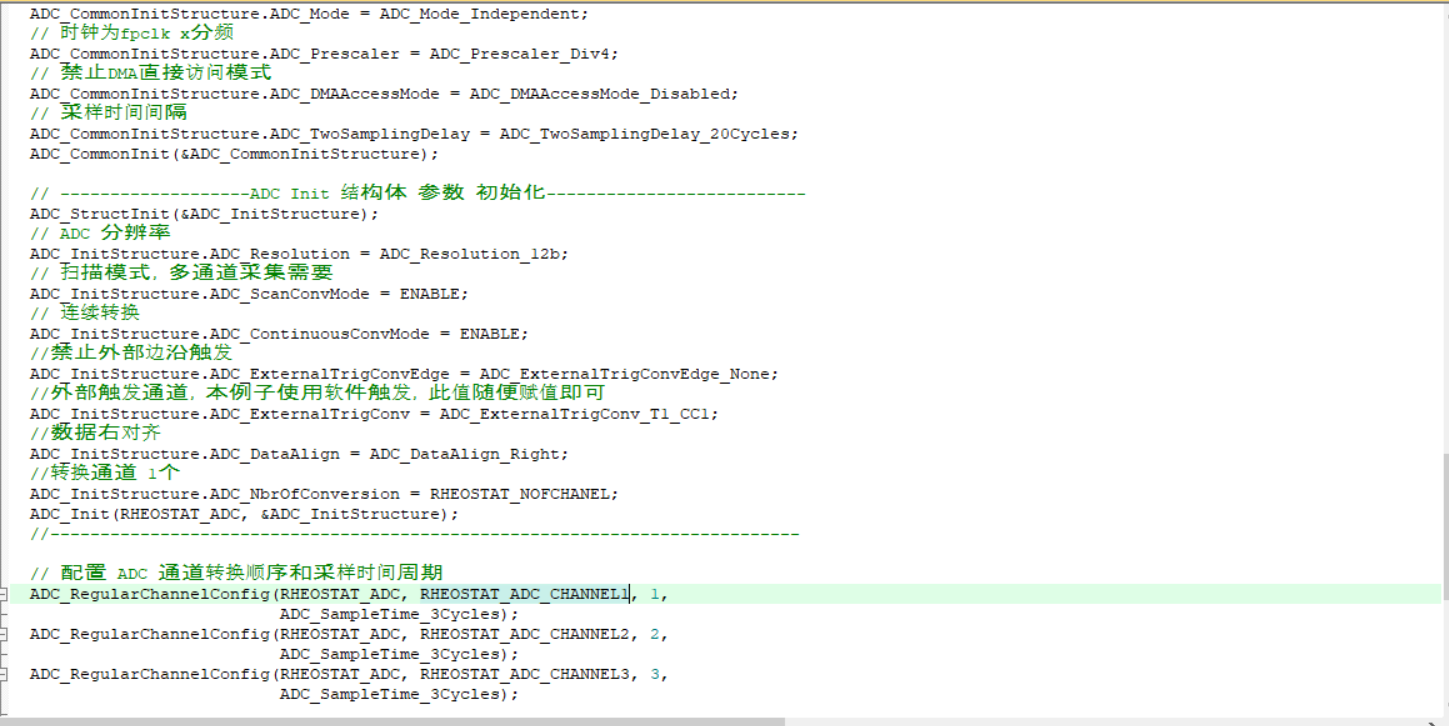 ADC_CommonInitStructure.ADC_Mode = ADC_Mode_Independent;
// 时钟为fpclk x分频
ADC_CommonInitStructure.ADC_Prescaler = ADC_Prescaler_Div4;
// 禁止DMA直接访问模式
ADC_CommonInitStructure.ADC_DMAAccessMode = ADC_DMAAccessMode_Disabled;
// 采样时间间隔
ADC_CommonInitStructure.ADC_TwoSamplingDelay = ADC_TwoSamplingDelay_20Cycles;
ADC_CommonInit(&ADC_CommonInitStructure);
// -------------------ADC Init 结构体 参数 初始化--------------------------
ADC_StructInit(&ADC_InitStructure);
// ADC 分辨率
ADC_InitStructure.ADC_Resolution = ADC_Resolution_12b;
// 扫描模式，多通道采集需要
ADC_InitStructure.ADC_ScanConvMode = ENABLE;
// 连续转换
ADC_InitStructure.ADC_ContinuousConvMode = ENABLE;
//禁止外部边沿触发
ADC_InitStructure.ADC_ExternalTrigConvEdge = ADC_ExternalTrigConvEdge_None;
//外部触发通道，本例子使用软件触发，此值随便赋值即可
ADC_InitStructure.ADC_ExternalTrigConv = ADC_ExternalTrigConv_T1_CC1;
//数据右对齐
ADC_InitStructure.ADC_DataAlign = ADC_DataAlign_Right;
//转换通道 1个
ADC_InitStructure.ADC_NbrOfConversion = RHEOSTAT_NOFCHANEL;
ADC_Init(RHEOSTAT_ADC, &ADC_InitStructure);
//---------------------------------------------------------------------------
// 配置 ADC 通道转换顺序和采样时间周期
ADC_RegularChannelConfig(RHEOSTAT_ADC, RHEOSTAT_ADC_CHANNEL1, 1,
ADC_SampleTime_3Cycles);
ADC_RegularChannelConfig(RHEOSTAT_ADC, RHEOSTAT_ADC_CHANNEL2, 2,
ADC_SampleTime_3Cycles);
ADC_RegularChannelConfig(RHEOSTAT_ADC, RHEOSTAT_ADC_CHANNEL3, 3,
ADC_SampleTime_3Cycles);